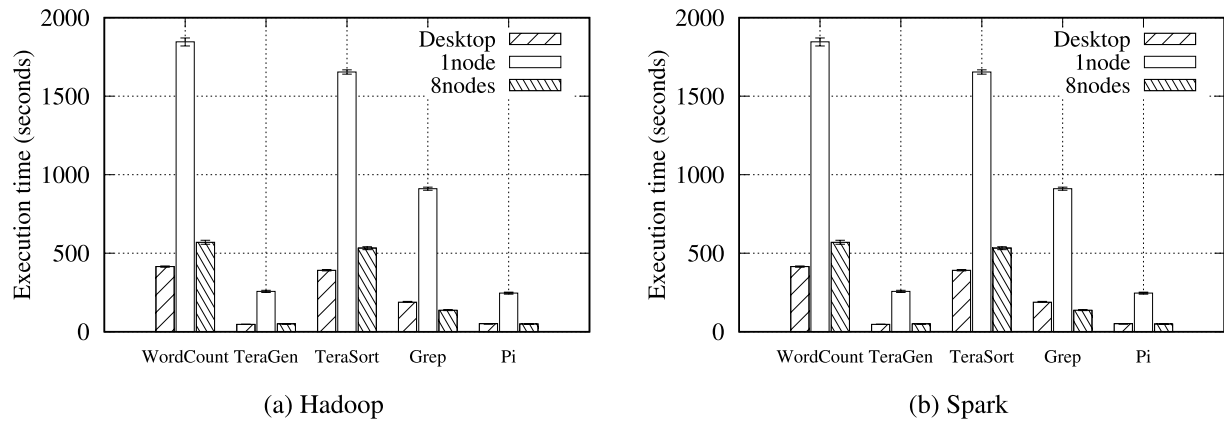 2000
1500
1000
500
0
Execution time (seconds)
Desktop
1node
8nodes
WordCount TeraGen TeraSort Grep Pi
(a) Hadoop
2000
1500
1000
500
0
Execution time (seconds)
Desktop
1node
8nodes
WordCount TeraGen TeraSort Grep Pi
(b) Spark